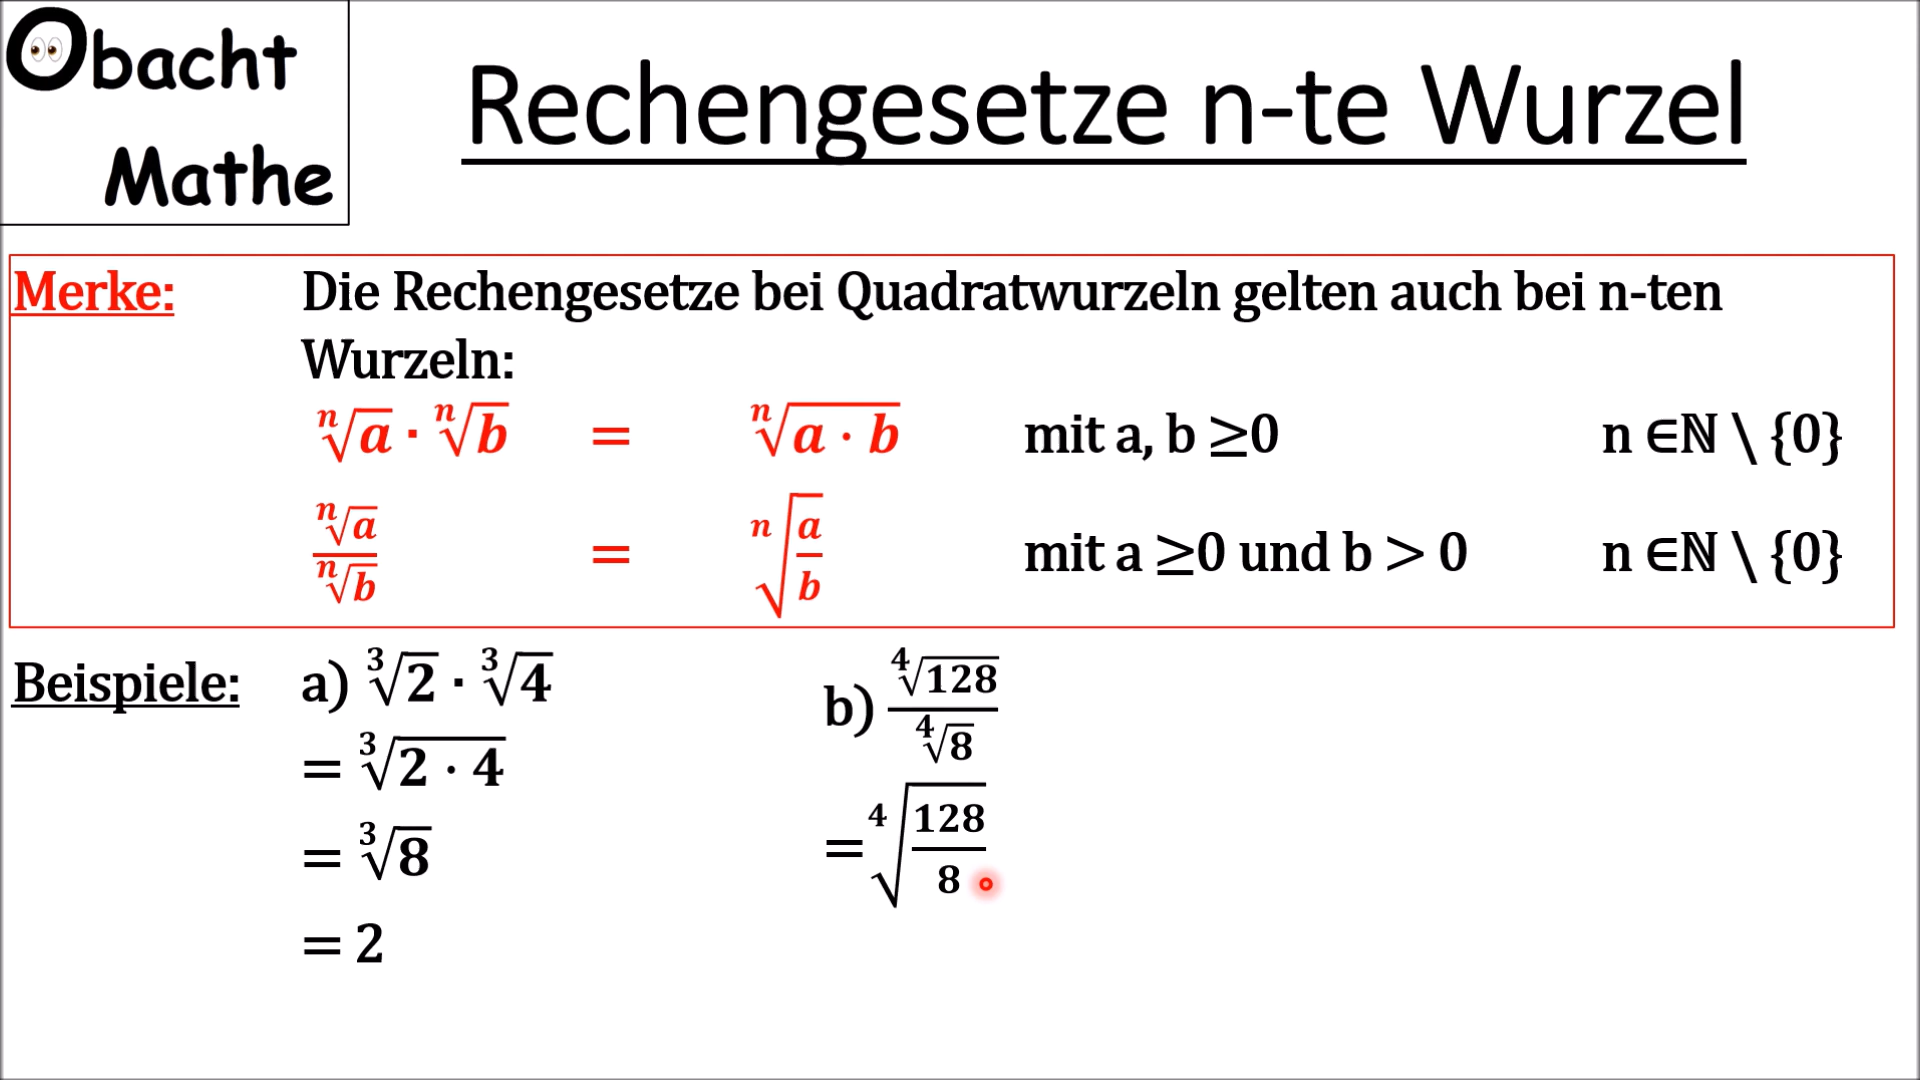 Obacht
Mathe
Rechengesetze n-te Wurzel
Merke: Die Rechengesetze bei Quadratwurzeln gelten auch bei n-ten
Wurzeln:
ⁿ√a · ⁿ√b = ⁿ√(a · b) mit a, b ≥0 n ∈ℕ \ {0}
ⁿ√a / ⁿ√b = ⁿ√(a/b) mit a ≥0 und b > 0 n ∈ℕ \ {0}
Beispiele: a) ³√2 · ³√4
= ³√(2 · 4)
= ³√8
= 2
b) ⁴√128 / ⁴√8
= ⁴√(128/8)